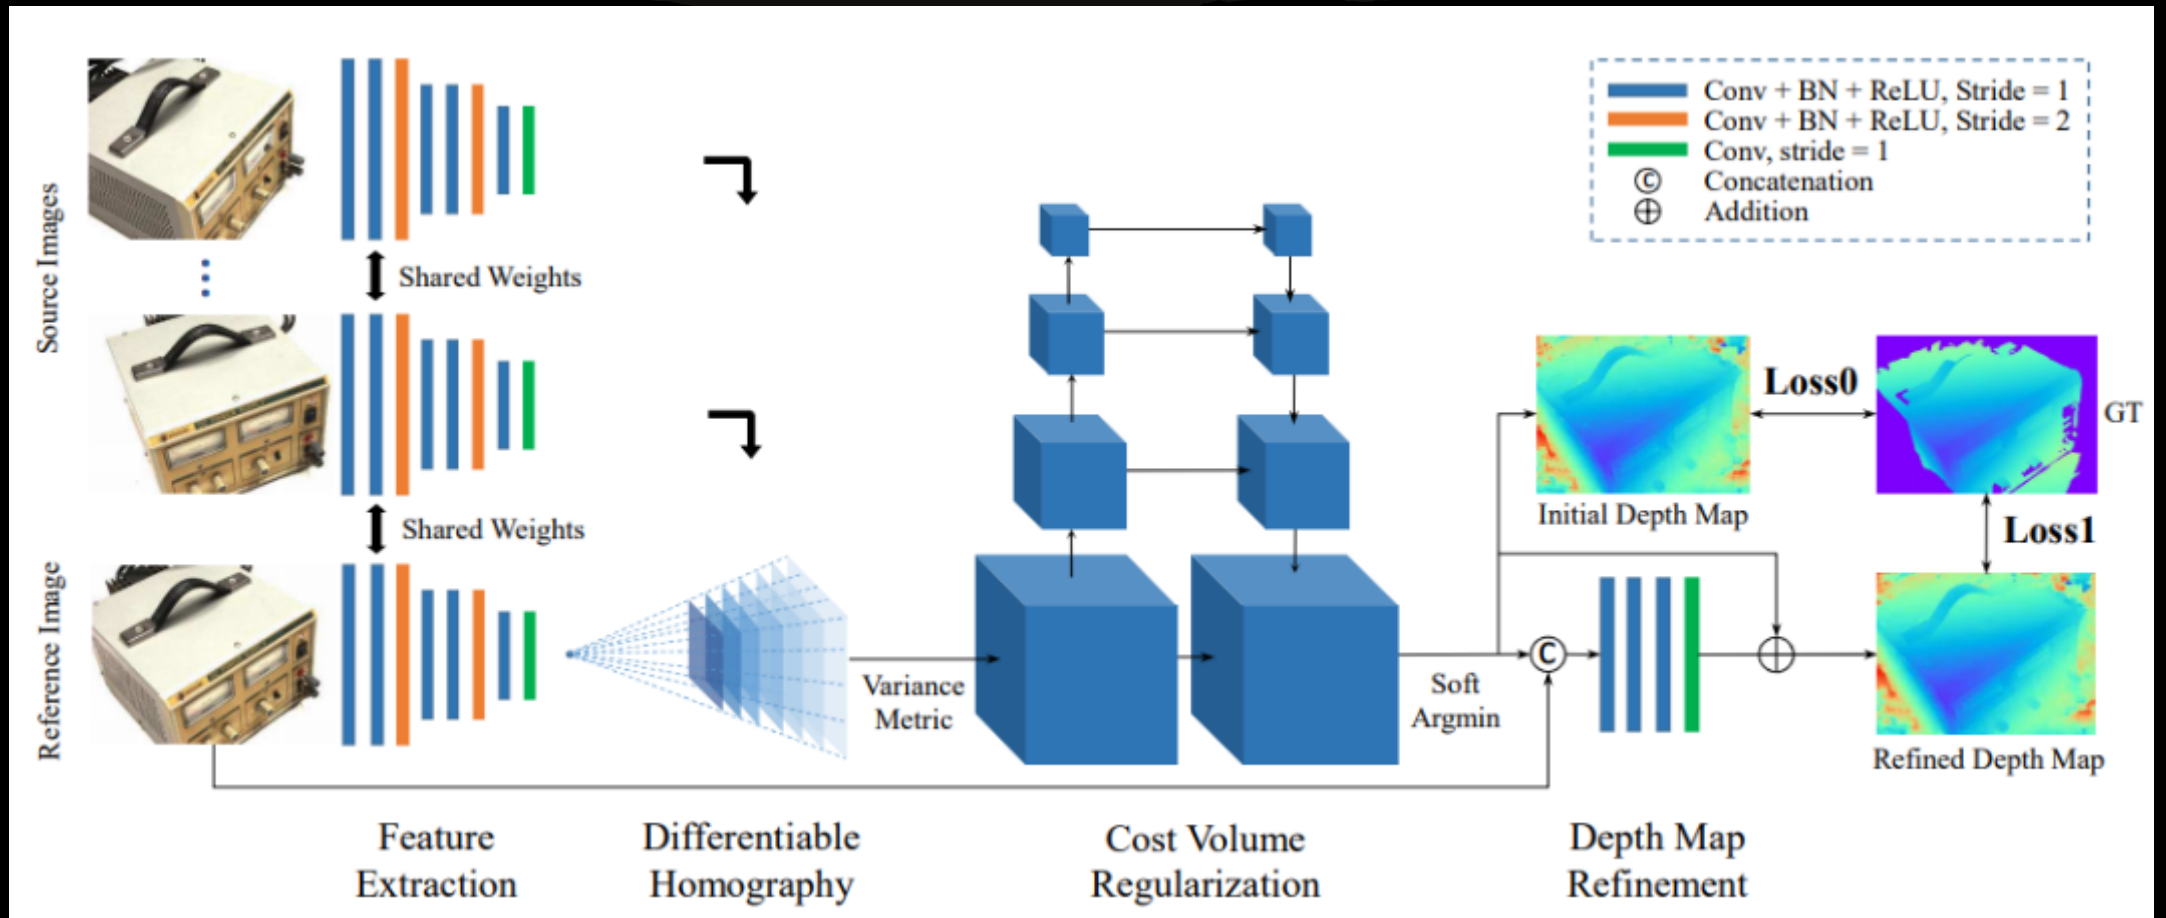 Source Images
Reference Image
Shared Weights
Shared Weights
Variance
Metric
Soft
Argmin
Conv + BN + ReLU, Stride = 1
Conv + BN + ReLU, Stride = 2
Conv, stride = 1
C Concatenation
Addition
Loss0
GT
Initial Depth Map
Loss1
C
Refined Depth Map
Feature
Extraction
Differentiable
Homography
Cost Volume
Regularization
Depth Map
Refinement